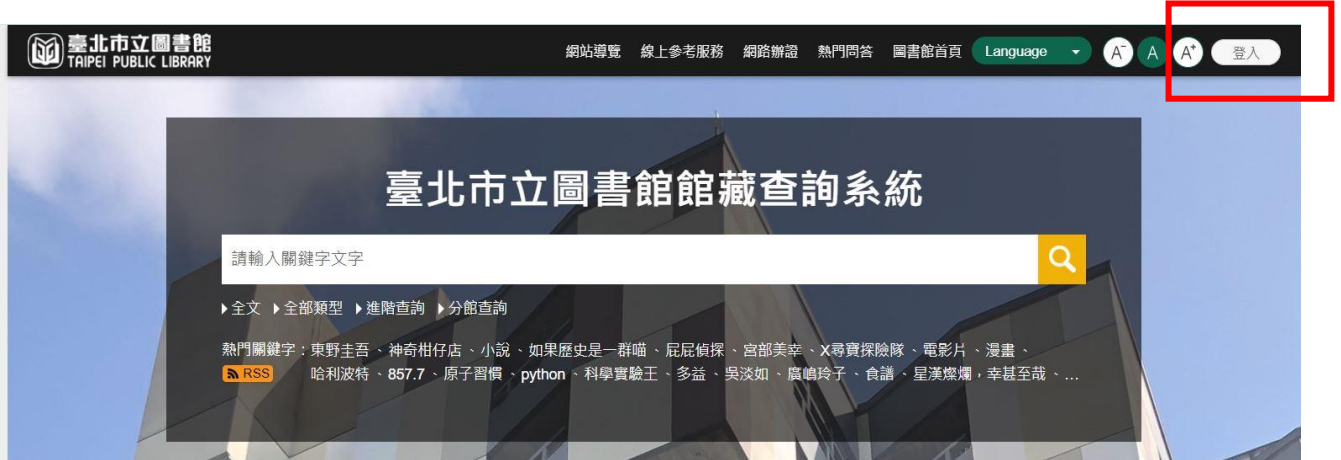 臺北市立圖書館
TAIPEI PUBLIC LIBRARY
網站導覽 線上參考服務 網路辦證 熱門問答 圖書館首頁 Language A- A A+ 登入
臺北市立圖書館館藏查詢系統
請輸入關鍵字文字
全文 全部類型 進階查詢 分館查詢
熱門關鍵字：東野圭吾、神奇柑仔店、小說、如果歷史是一群喵、屁屁偵探、宮部美幸、X尋寶探險隊、電影片、漫畫、
RSS 哈利波特、857.7、原子習慣、python、科學實驗王、多益、吳淡如、廣嶋玲子、食譜、星漢燦爛，幸甚至哉、...